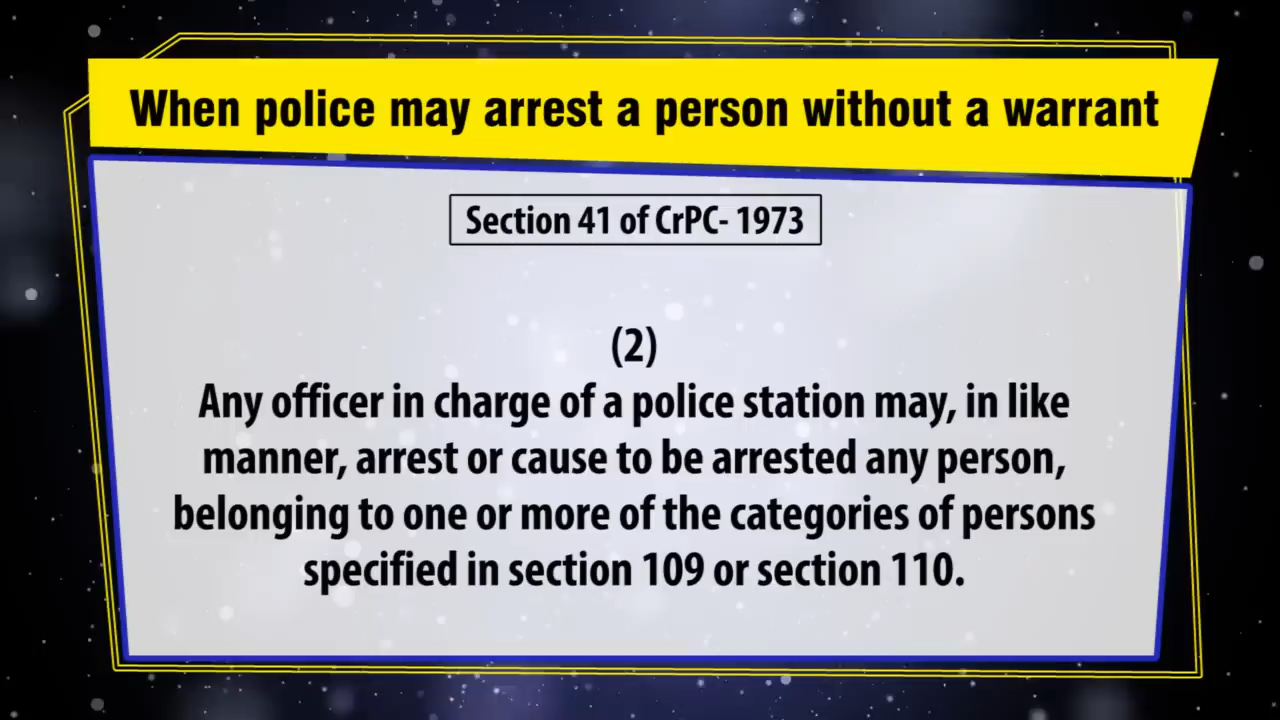 When police may arrest a person without a warrant
Section 41 of CrPC- 1973
(2)
Any officer in charge of a police station may, in like
manner, arrest or cause to be arrested any person,
belonging to one or more of the categories of persons
specified in section 109 or section 110.